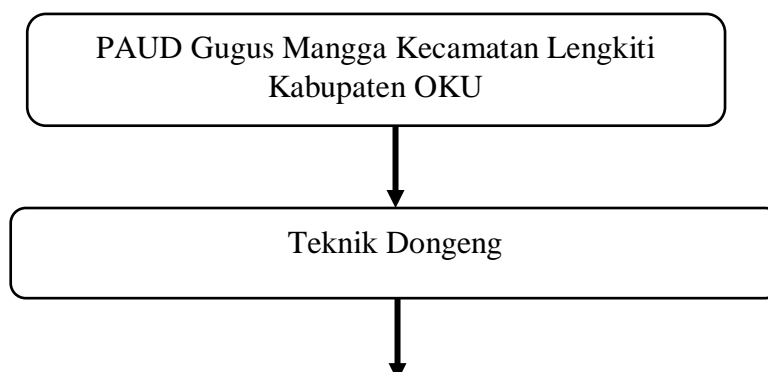 PAUD Gugus Mangga Kecamatan Lengkiti
Kabupaten OKU
Teknik Dongeng